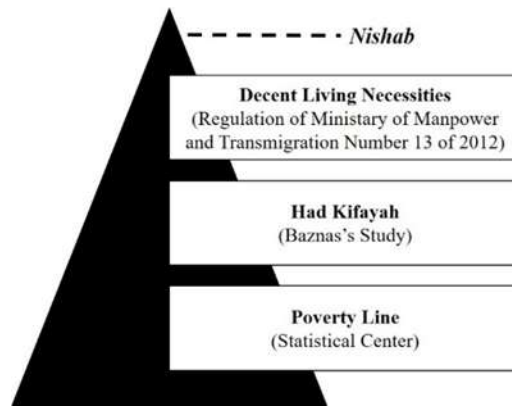 Nishab
Decent Living Necessities
(Regulation of Ministary of Manpower
and Transmigration Number 13 of 2012)
Had Kifayah
(Baznas's Study)
Poverty Line
(Statistical Center)